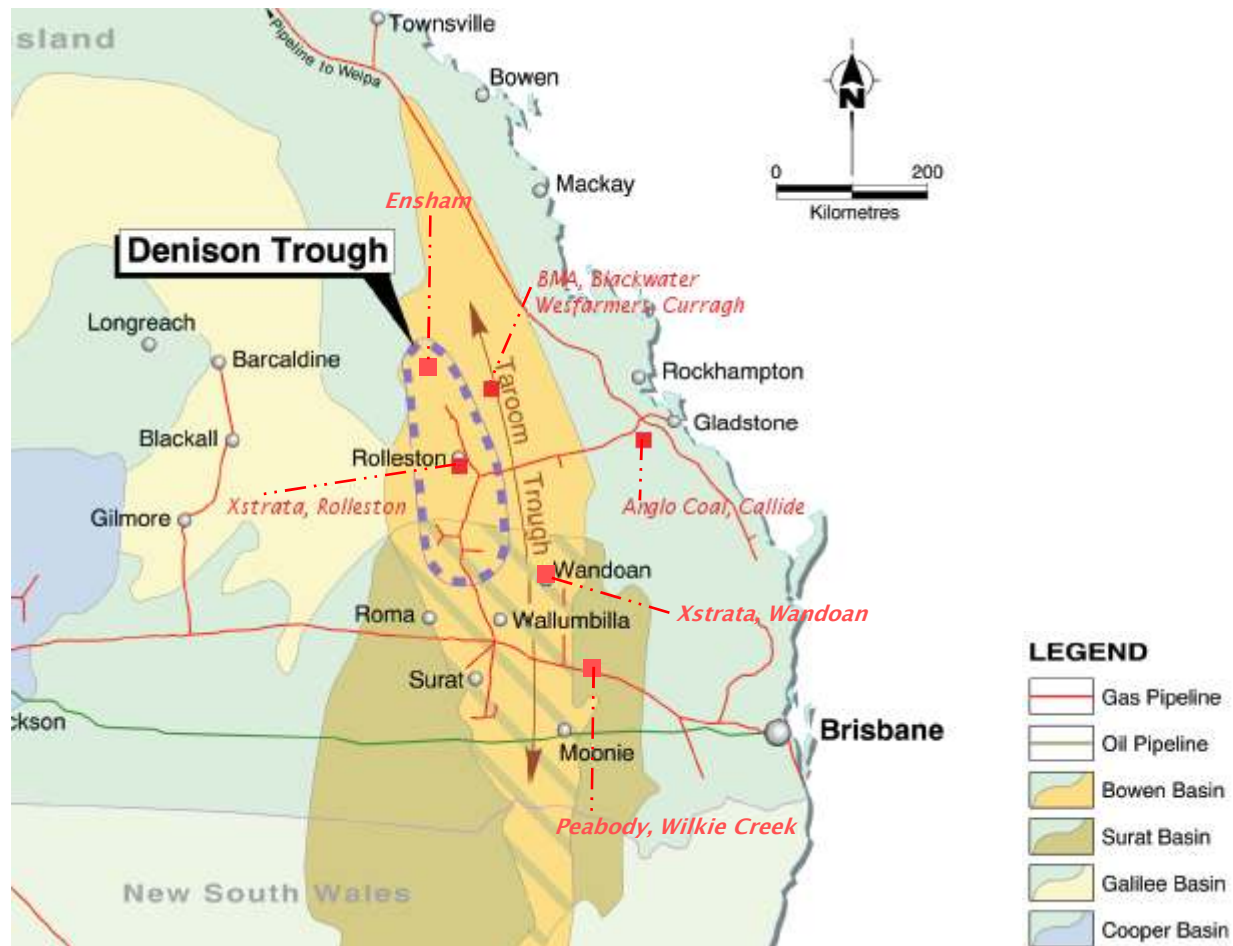 Townsville
sland
Pipeline to Weipa
Bowen
N
0 200
Kilometres
Mackay
Ensham
Denison Trough
BMA, Blackwater
Wesfarmers, Curragh
Longreach
Barcaldine
Taroom
Rockhampton
Gladstone
Blackall
Rolleston
Trough
Xstrata, Rolleston
Anglo Coal, Callide
Gilmore
Wandoan
Roma
Wallumbilla
Xstrata, Wandoan
Surat
ckson
Moonie
Brisbane
Peabody, Wilkie Creek
New South Wales
LEGEND
Gas Pipeline
Oil Pipeline
Bowen Basin
Surat Basin
Galilee Basin
Cooper Basin